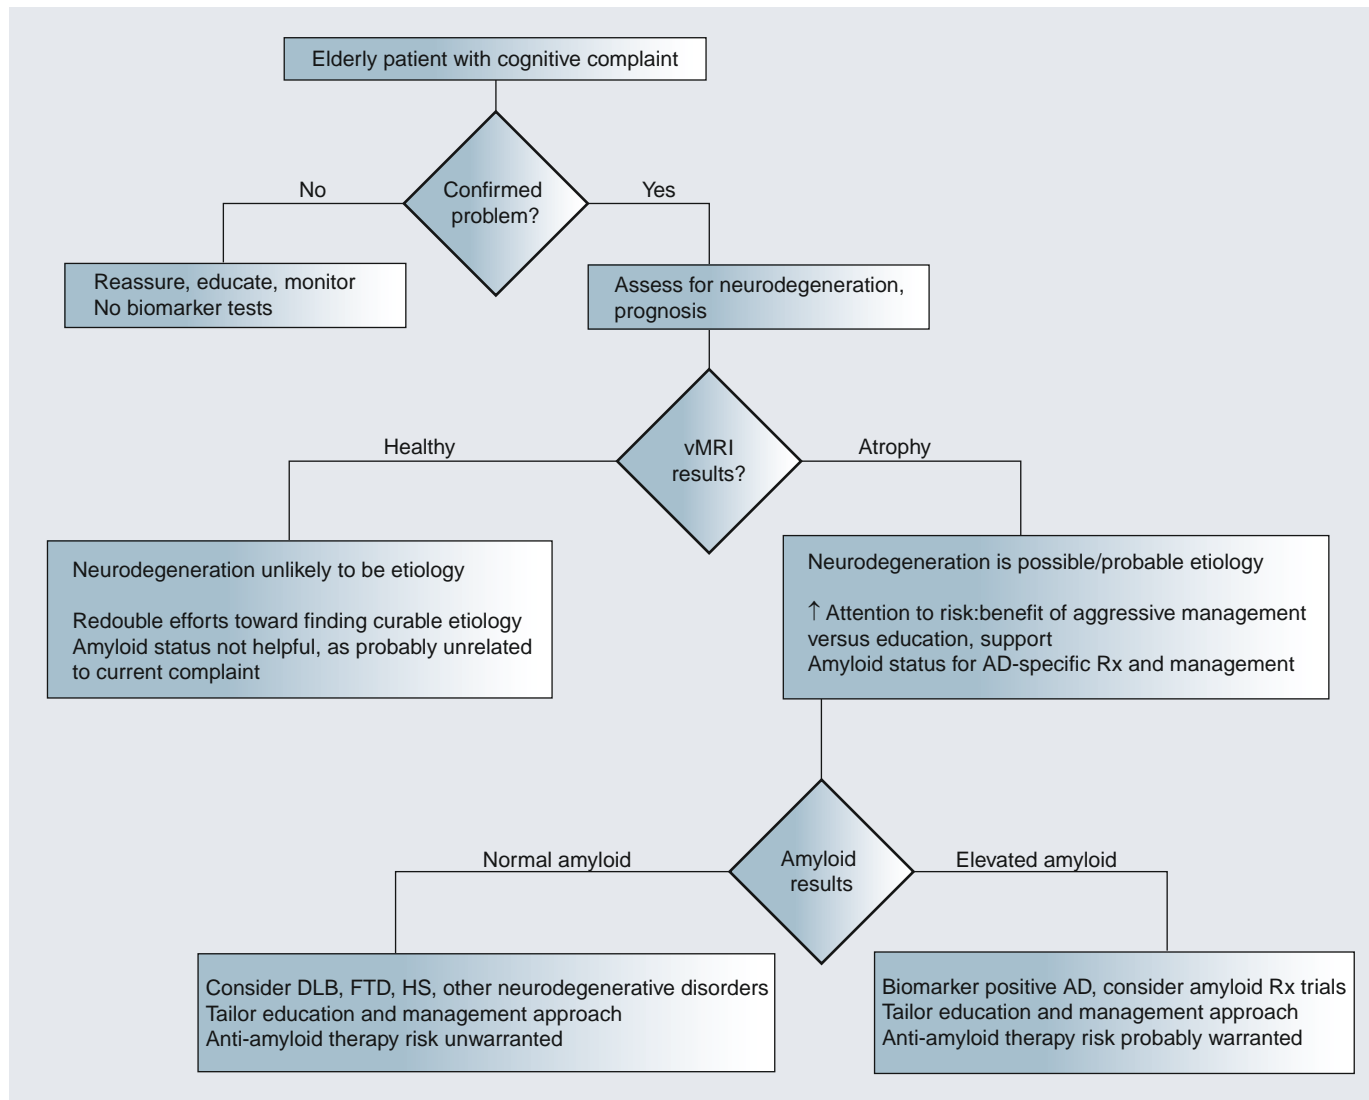 Elderly patient with cognitive complaint
Confirmed
problem?
No
Yes
Reassure, educate, monitor
No biomarker tests
Assess for neurodegeneration,
prognosis
vMRI
results?
Healthy
Atrophy
Neurodegeneration unlikely to be etiology
Redouble efforts toward finding curable etiology
Amyloid status not helpful, as probably unrelated
to current complaint
Neurodegeneration is possible/probable etiology
↑ Attention to risk:benefit of aggressive management
versus education, support
Amyloid status for AD-specific Rx and management
Amyloid
results
Normal amyloid
Elevated amyloid
Consider DLB, FTD, HS, other neurodegenerative disorders
Tailor education and management approach
Anti-amyloid therapy risk unwarranted
Biomarker positive AD, consider amyloid Rx trials
Tailor education and management approach
Anti-amyloid therapy risk probably warranted